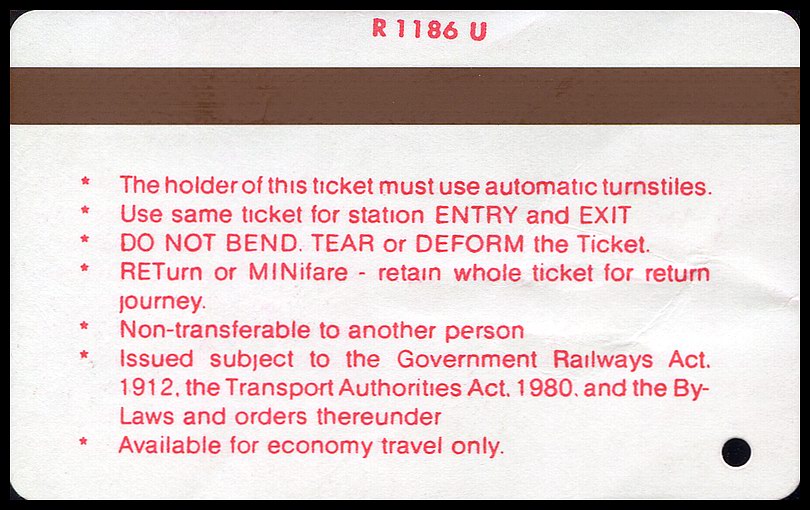 R 1186 U
* The holder of this ticket must use automatic turnstiles.
* Use same ticket for station ENTRY and EXIT
* DO NOT BEND. TEAR or DEFORM the Ticket.
* RETurn or MINifare - retain whole ticket for return
journey.
* Non-transferable to another person
* Issued subject to the Government Railways Act.
1912, the Transport Authorities Act. 1980. and the By-
Laws and orders thereunder
* Available for economy travel only.